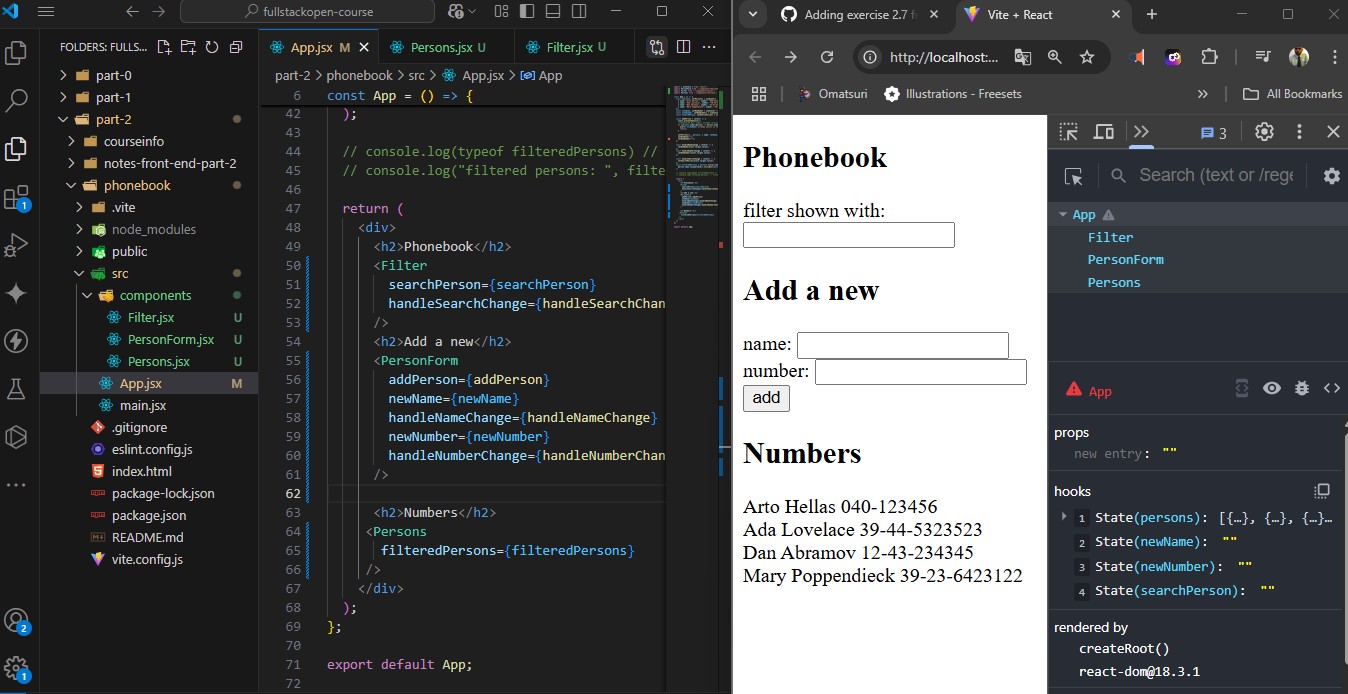 fullstackopen-course
Adding exercise 2.7 f
Vite + React
FOLDERS: FULLS...
App.jsx M
Persons.jsx U
Filter.jsx U
http://localhost:...
part-2 > phonebook > src > App.jsx > App
Omatsuri
Illustrations - Freesets
»
All Bookmarks
part-0
part-1
part-2
courseinfo
notes-front-end-part-2
phonebook
.vite
node_modules
public
src
components
Filter.jsx U
PersonForm.jsx U
Persons.jsx U
App.jsx M
main.jsx
.gitignore
eslint.config.js
index.html
package-lock.json
package.json
README.md
vite.config.js
1
2
1
6 const App = () => {
42 );
43
44 // console.log(typeof filteredPersons) //
45 // console.log("filtered persons: ", filte
46
47 return (
48 <div>
49 <h2>Phonebook</h2>
50 <Filter
51 searchPerson={searchPerson}
52 handleSearchChange={handleSearchChan
53 />
54 <h2>Add a new</h2>
55 <PersonForm
56 addPerson={addPerson}
57 newName={newName}
58 handleNameChange={handleNameChange}
59 newNumber={newNumber}
60 handleNumberChange={handleNumberChan
61 />
62
63 <h2>Numbers</h2>
64 <Persons
65 filteredPersons={filteredPersons}
66 />
67 </div>
68 );
69 };
70
71 export default App;
72
Phonebook
filter shown with:
Add a new
name:
number:
add
Numbers
Arto Hellas 040-123456
Ada Lovelace 39-44-5323523
Dan Abramov 12-43-234345
Mary Poppendieck 39-23-6423122
3
Search (text or /rege
App
Filter
PersonForm
Persons
App
props
new entry: ""
hooks
1 State(persons): [{…}, {…}, {…}…
2 State(newName): ""
3 State(newNumber): ""
4 State(searchPerson): ""
rendered by
createRoot()
react-dom@18.3.1